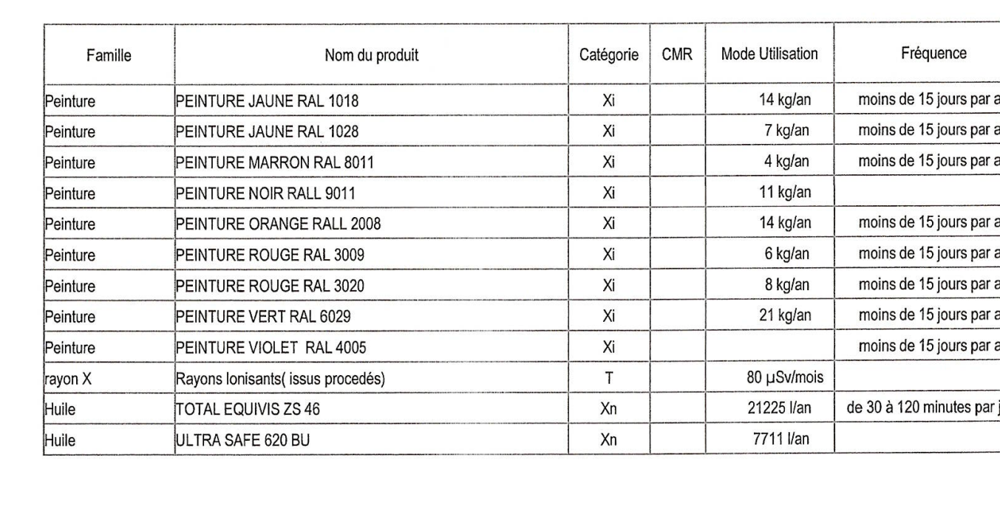 Famille Nom du produit Catégorie CMR Mode Utilisation Fréquence
Peinture PEINTURE JAUNE RAL 1018 Xi 14 kg/an moins de 15 jours par a
Peinture PEINTURE JAUNE RAL 1028 Xi 7 kg/an moins de 15 jours par a
Peinture PEINTURE MARRON RAL 8011 Xi 4 kg/an moins de 15 jours par a
Peinture PEINTURE NOIR RALL 9011 Xi 11 kg/an
Peinture PEINTURE ORANGE RALL 2008 Xi 14 kg/an moins de 15 jours par a
Peinture PEINTURE ROUGE RAL 3009 Xi 6 kg/an moins de 15 jours par a
Peinture PEINTURE ROUGE RAL 3020 Xi 8 kg/an moins de 15 jours par a
Peinture PEINTURE VERT RAL 6029 Xi 21 kg/an moins de 15 jours par a
Peinture PEINTURE VIOLET RAL 4005 Xi moins de 15 jours par a
rayon X Rayons Ionisants( issus procedés) T 80 µSv/mois
Huile TOTAL EQUIVIS ZS 46 Xn 21225 l/an de 30 à 120 minutes par j
Huile ULTRA SAFE 620 BU Xn 7711 l/an